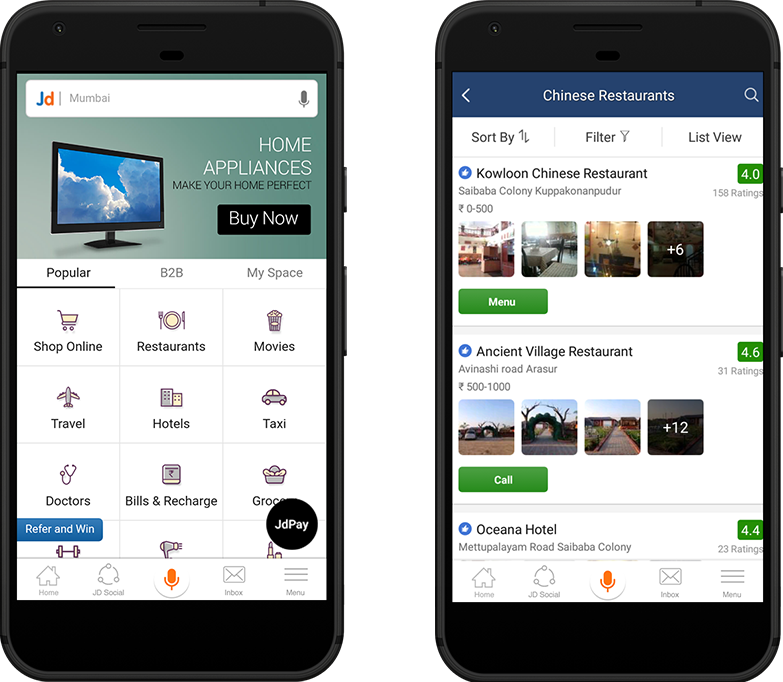 Jd | Mumbai
HOME
APPLIANCES
MAKE YOUR HOME PERFECT
Buy Now
Popular B2B My Space
Shop Online Restaurants Movies
Travel Hotels Taxi
Doctors Bills & Recharge Groc
Refer and Win
JdPay
Home JD Social Inbox Menu
Chinese Restaurants
Sort By Filter List View
Kowloon Chinese Restaurant 4.0
Saibaba Colony Kuppakonanpudur 158 Ratings
₹ 0-500
+6
Menu
Ancient Village Restaurant 4.6
Avinashi road Arasur 31 Ratings
₹ 500-1000
+12
Call
Oceana Hotel 4.4
Mettupalayam Road Saibaba Colony 23 Ratings
Home JD Social Inbox Menu